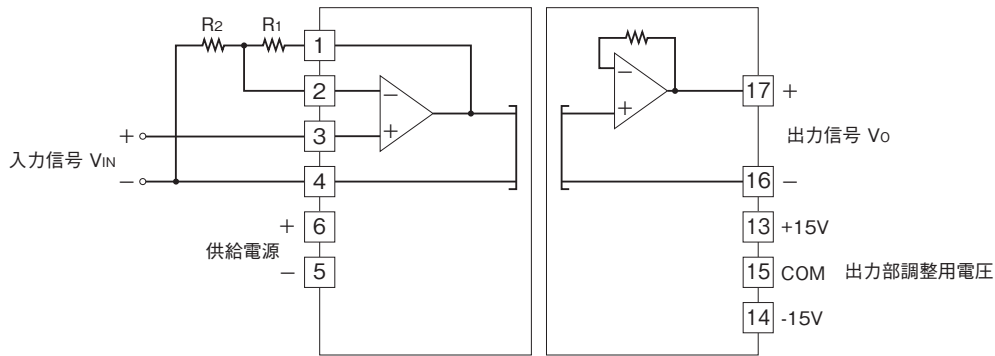 R2 R1
1
2
−
+
3
4
+
入力信号 VIN
−
+ 6
供給電源
− 5
−
+
17 +
出力信号 VO
16 −
13 +15V
15 COM 出力部調整用電圧
14 -15V